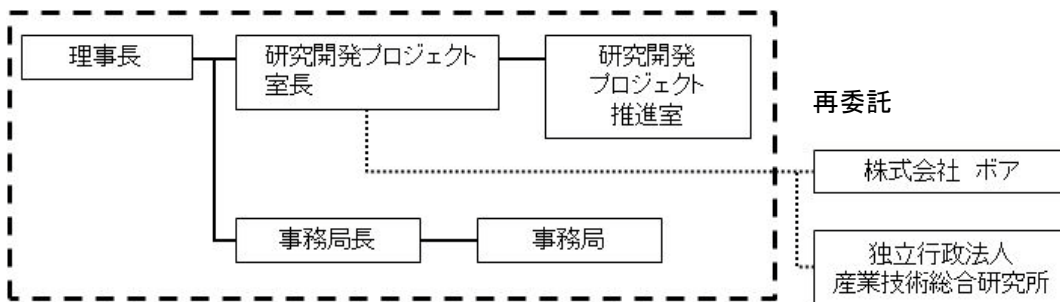 理事長
研究開発プロジェクト
室長
研究開発
プロジェクト
推進室
再委託
株式会社 ボア
事務局長
事務局
独立行政法人
産業技術総合研究所